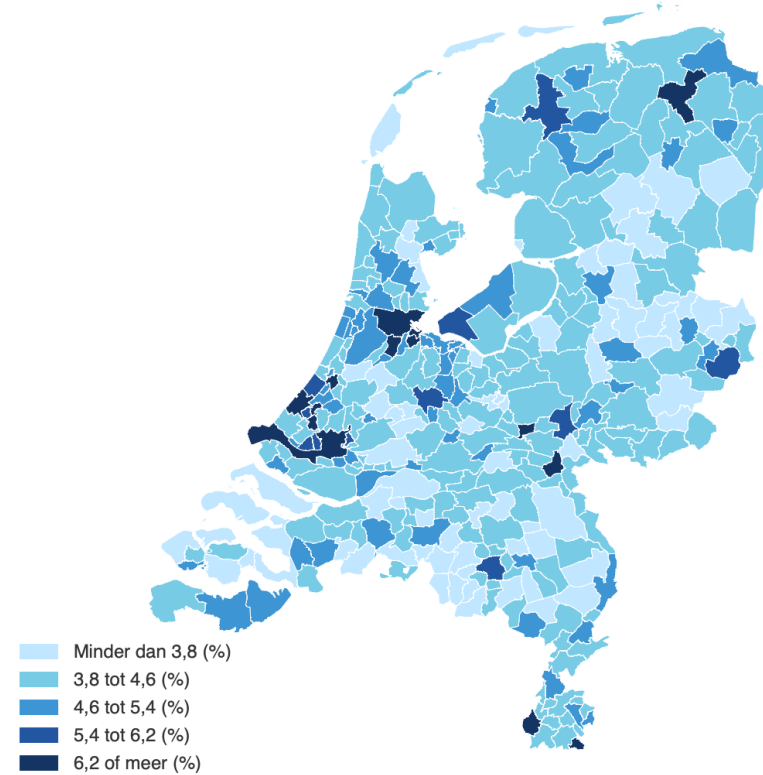 Minder dan 3,8 (%)
3,8 tot 4,6 (%)
4,6 tot 5,4 (%)
5,4 tot 6,2 (%)
6,2 of meer (%)